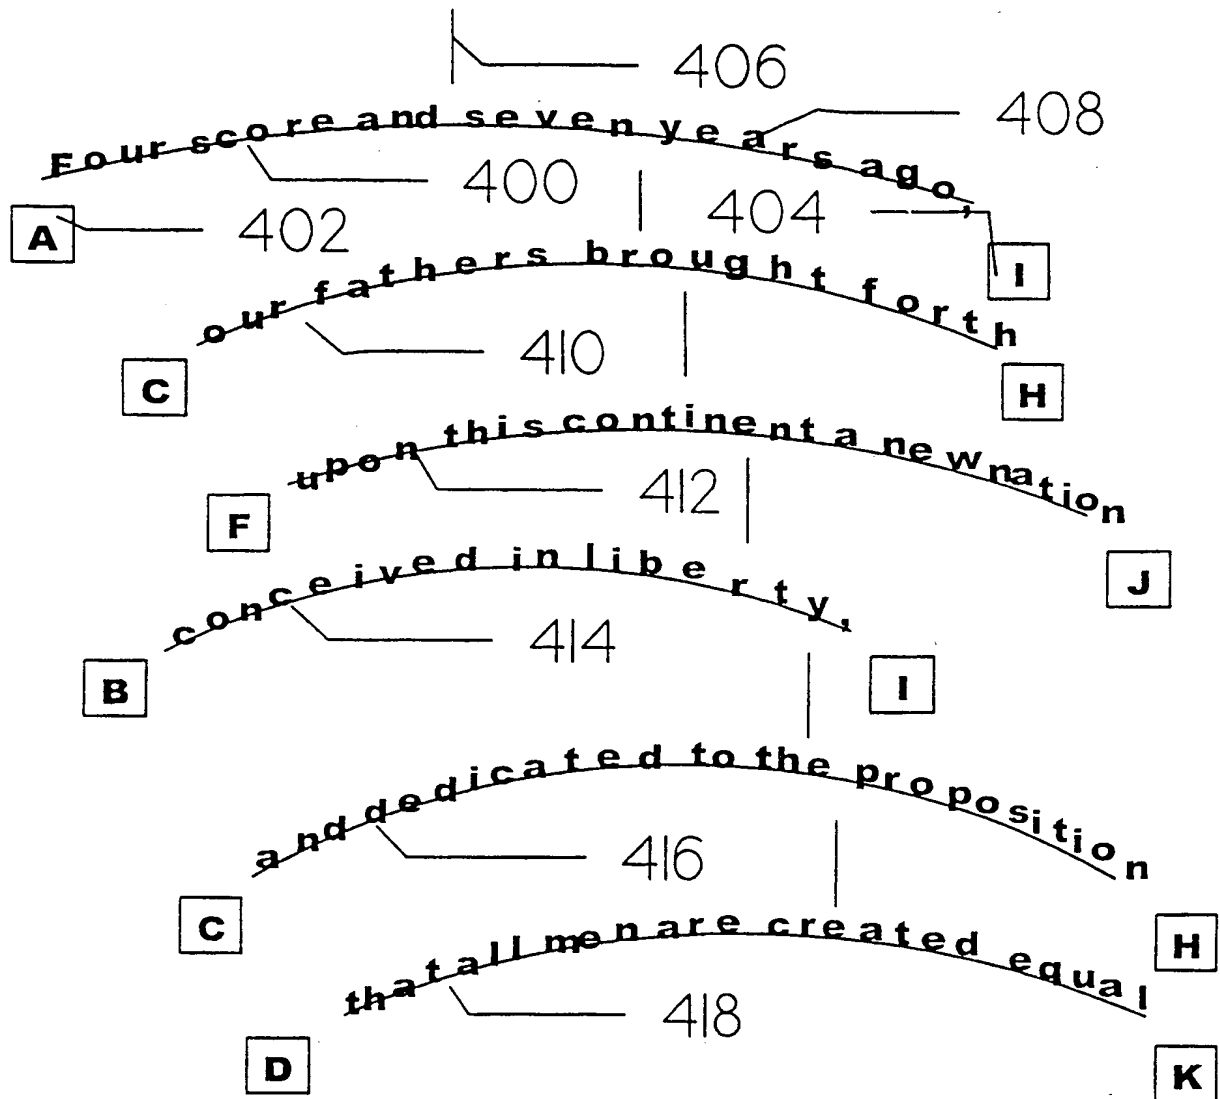 406
408
Four score and seven years ago,
400
404
A
402
I
our fathers brought forth
410
C
H
upon this continent a new nation
412
F
J
conceived in liberty,
414
B
I
and dedicated to the proposition
416
C
H
that all men are created equal
418
D
K